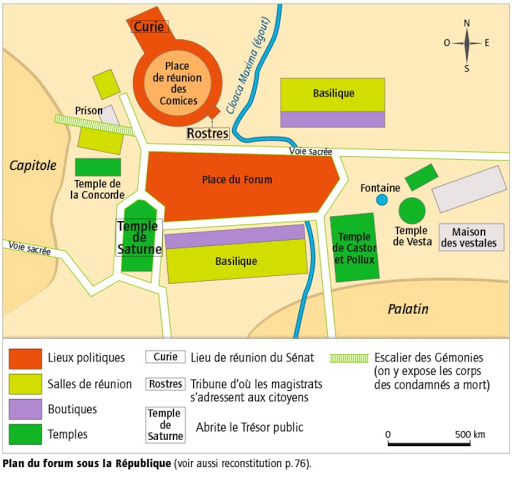 Curie
Place
de réunion
des
Comices
Cloaca Maxima (égout)
N
O
E
S
Prison
Basilique
Rostres
Voie sacrée
Capitole
Temple de
la Concorde
Place du Forum
Fontaine
Temple
de Vesta
Maison
des vestales
Temple
de
Saturne
Temple
de Castor
et Pollux
Voie sacrée
Basilique
Palatin
Lieux politiques
Salles de réunion
Boutiques
Temples
Curie
Lieu de réunion du Sénat
Rostres
Tribune d'où les magistrats
s'adressent aux citoyens
Temple
de
Saturne
Abrite le Trésor public
Escalier des Gémonies
(on y expose les corps
des condamnés a mort)
0
500 km
Plan du forum sous la République (voir aussi reconstitution p. 76).